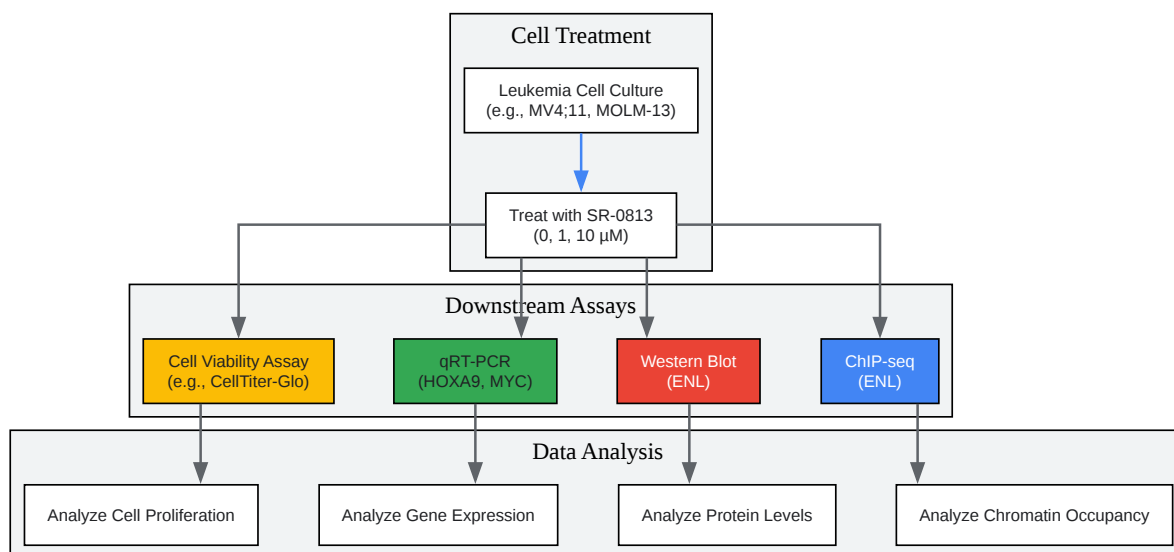 Cell Treatment
Leukemia Cell Culture
(e.g., MV4;11, MOLM-13)
Treat with SR-0813
(0, 1, 10 µM)
Downstream Assays
Cell Viability Assay
(e.g., CellTiter-Glo)
qRT-PCR
(HOXA9, MYC)
Western Blot
(ENL)
ChIP-seq
(ENL)
Data Analysis
Analyze Cell Proliferation
Analyze Gene Expression
Analyze Protein Levels
Analyze Chromatin Occupancy